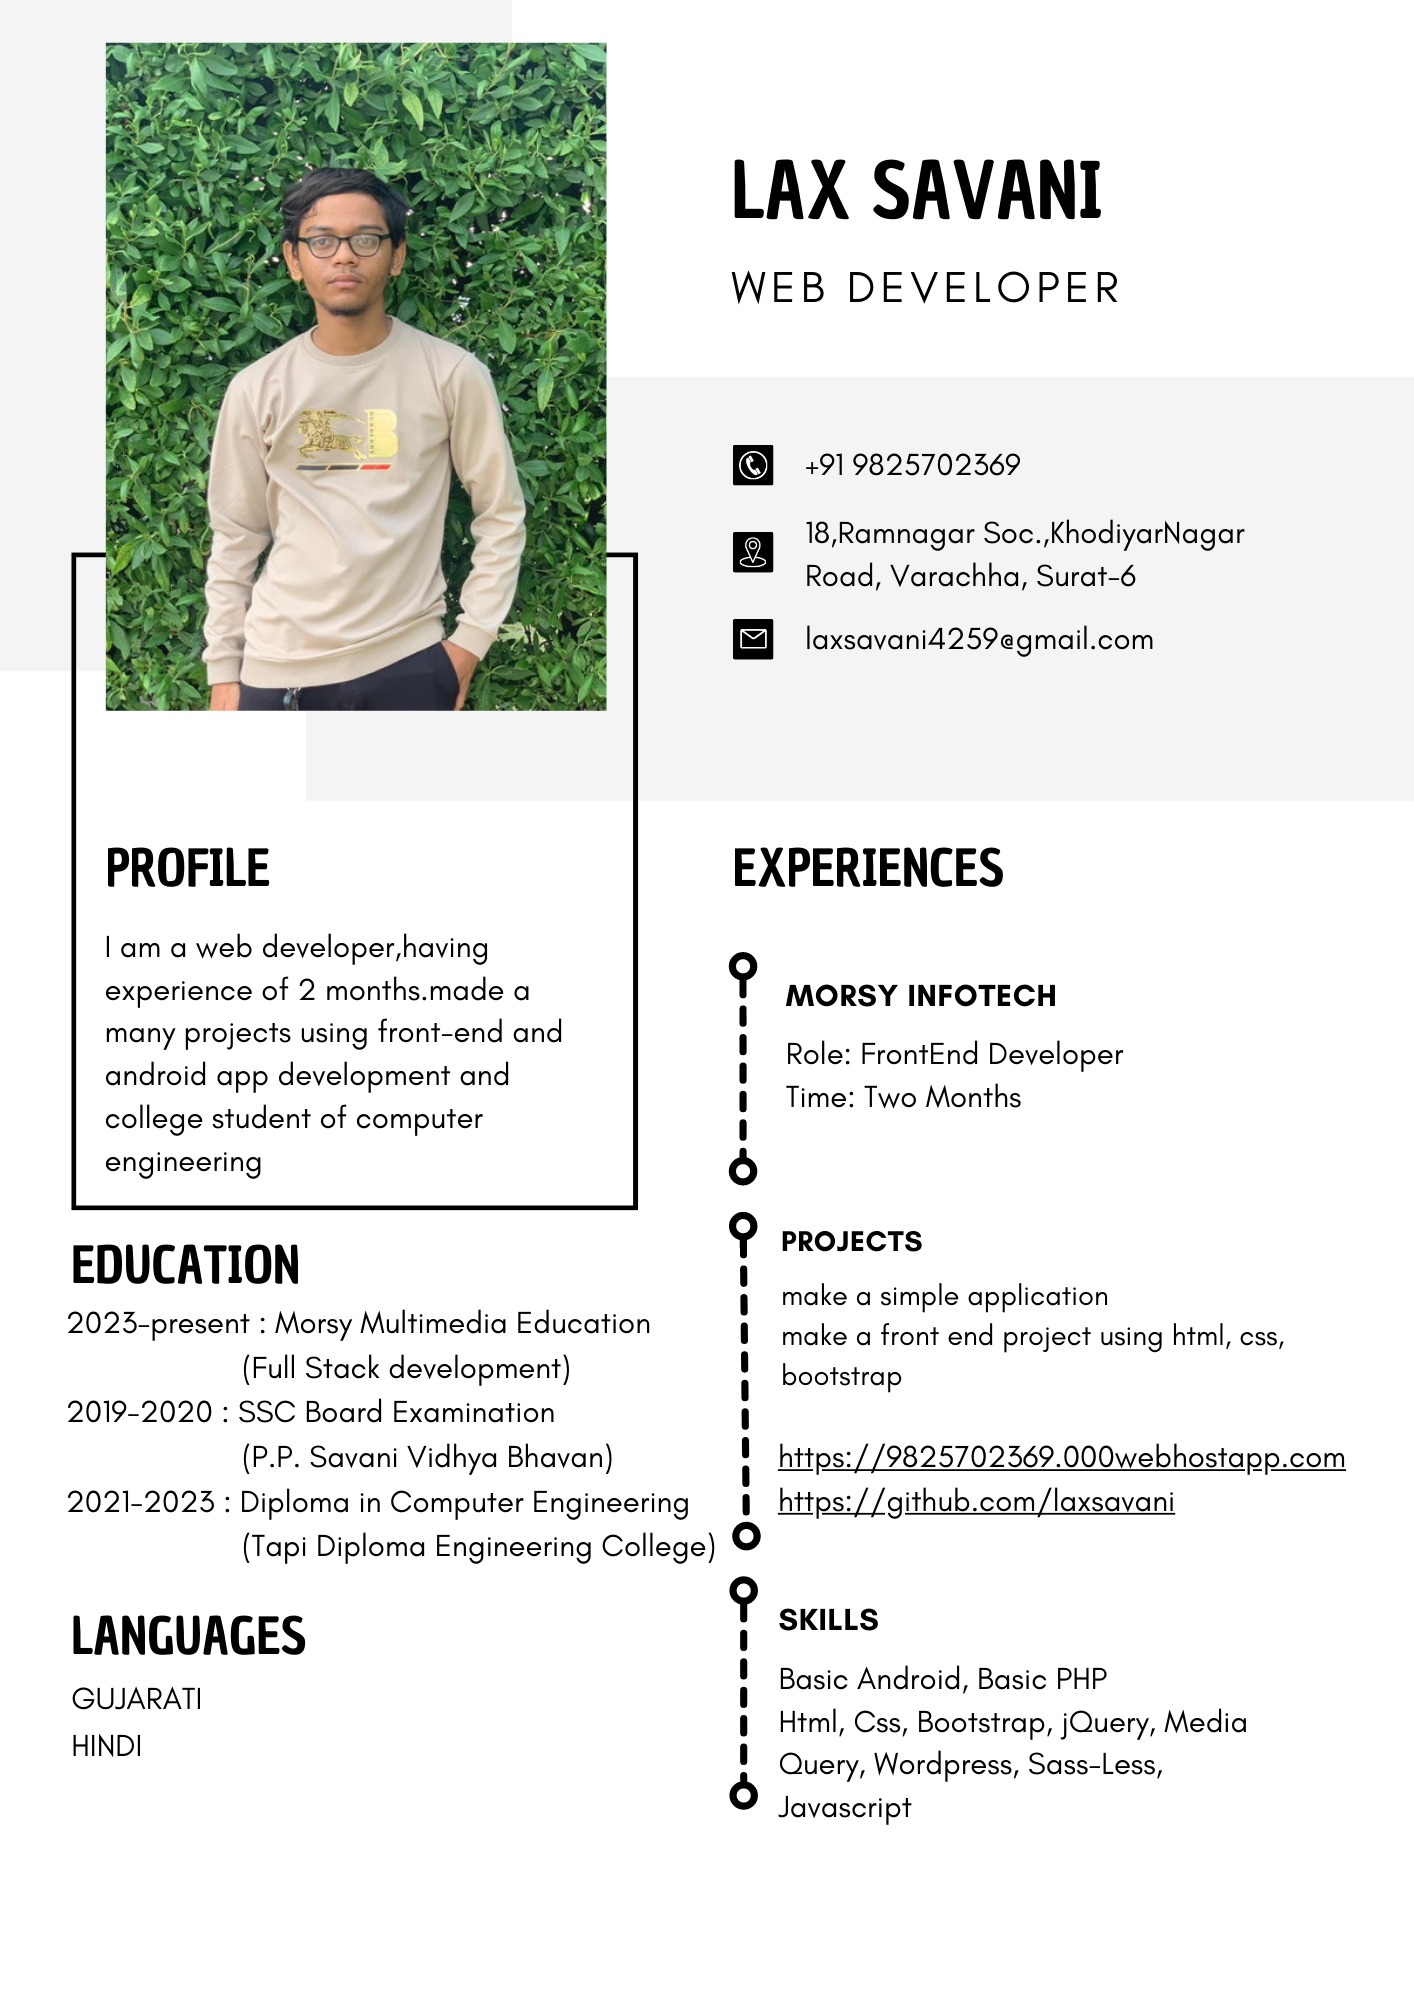 LAX SAVANI
WEB DEVELOPER
+91 9825702369
18,Ramnagar Soc.,KhodiyarNagar
Road, Varachha, Surat-6
laxsavani4259@gmail.com
B
PROFILE
I am a web developer,having
experience of 2 months.made a
many projects using front-end and
android app development and
college student of computer
engineering
EDUCATION
2023-present : Morsy Multimedia Education
(Full Stack development)
2019-2020 : SSC Board Examination
(P.P. Savani Vidhya Bhavan)
2021-2023 : Diploma in Computer Engineering
(Tapi Diploma Engineering College)
LANGUAGES
GUJARATI
HINDI
EXPERIENCES
MORSY INFOTECH
Role: FrontEnd Developer
Time: Two Months
PROJECTS
make a simple application
make a front end project using html, css,
bootstrap
https://9825702369.000webhostapp.com
https://github.com/laxsavani
SKILLS
Basic Android, Basic PHP
Html, Css, Bootstrap, jQuery, Media
Query, Wordpress, Sass-Less,
Javascript